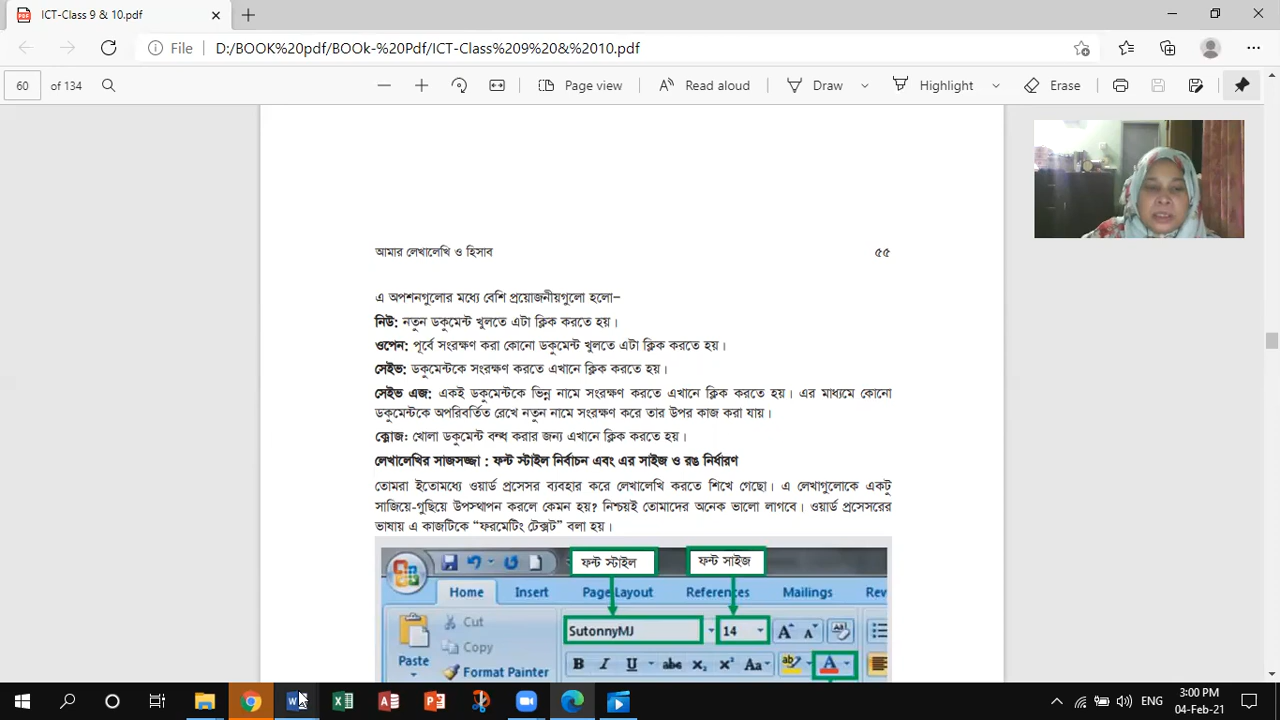 ICT-Class 9 & 10.pdf
File D:/BOOK%20pdf/BOOk-%20Pdf/ICT-Class%209%20&%2010.pdf
60 of 134 Page view Read aloud Draw Highlight Erase
আমার লেখালেখি ও হিসাব ৫৫
এ অপশনগুলোর মধ্যে বেশি প্রয়োজনীয়গুলো হলো–
নিউ: নতুন ডকুমেন্ট খুলতে এটা ক্লিক করতে হয়।
ওপেন: পূর্বে সংরক্ষণ করা কোনো ডকুমেন্ট খুলতে এটা ক্লিক করতে হয়।
সেইভ: ডকুমেন্টকে সংরক্ষণ করতে এখানে ক্লিক করতে হয়।
সেইভ এজ: একই ডকুমেন্টকে ভিন্ন নামে সংরক্ষণ করতে এখানে ক্লিক করতে হয়। এর মাধ্যমে কোনো
ডকুমেন্টকে অপরিবর্তিত রেখে নতুন নামে সংরক্ষণ করে তার উপর কাজ করা যায়।
ক্লোজ: খোলা ডকুমেন্ট বন্ধ করার জন্য এখানে ক্লিক করতে হয়।
লেখালেখির সাজসজ্জা : ফন্ট স্টাইল নির্বাচন এবং এর সাইজ ও রঙ নির্ধারণ
তোমরা ইতোমধ্যে ওয়ার্ড প্রসেসর ব্যবহার করে লেখালেখি করতে শিখে গেছো। এ লেখাগুলোকে একটু
সাজিয়ে-গুছিয়ে উপস্থাপন করলে কেমন হয়? নিশ্চয়ই তোমাদের অনেক ভালো লাগবে। ওয়ার্ড প্রসেসরের
ভাষায় এ কাজটিকে “ফরমেটিং টেক্সট” বলা হয়।
ফন্ট স্টাইল ফন্ট সাইজ
Home Insert Page Layout References Mailings Rev
Cut SutonnyMJ 14
Copy
Paste Format Painter B I U abc x₂ x² Aa ab A
ENG 3:00 PM
04-Feb-21